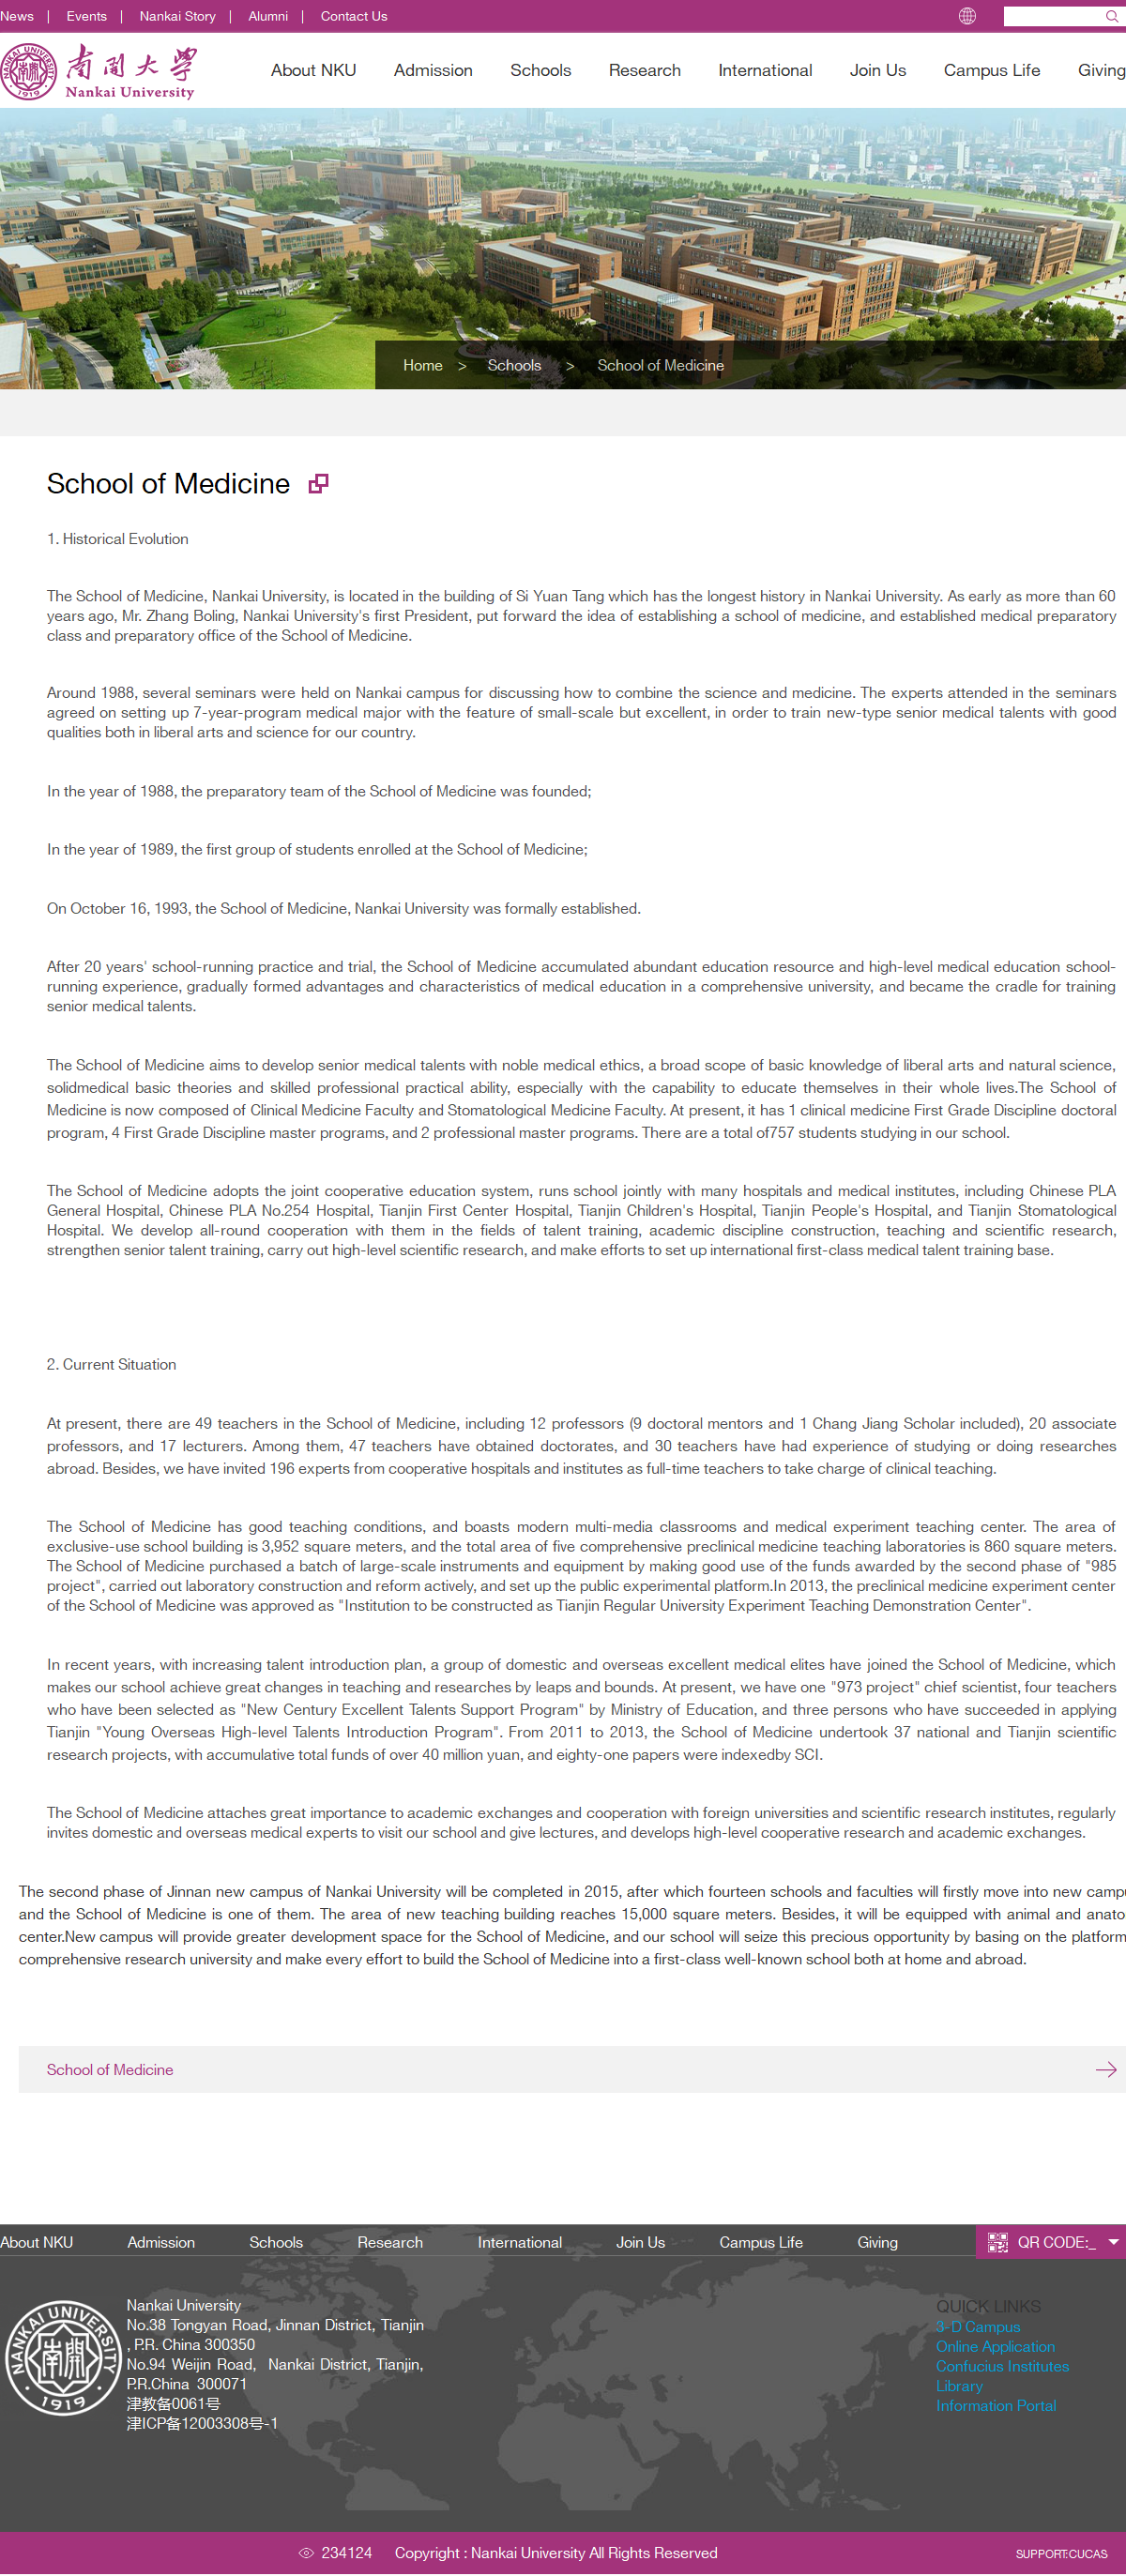 News | Events | Nankai Story | Alumni | Contact Us
南开大学
Nankai University
NANKAI UNIVERSITY
1919
About NKU Admission Schools Research International Join Us Campus Life Giving
Home > Schools > School of Medicine
School of Medicine
1. Historical Evolution
The School of Medicine, Nankai University, is located in the building of Si Yuan Tang which has the longest history in Nankai University. As early as more than 60
years ago, Mr. Zhang Boling, Nankai University's first President, put forward the idea of establishing a school of medicine, and established medical preparatory
class and preparatory office of the School of Medicine.
Around 1988, several seminars were held on Nankai campus for discussing how to combine the science and medicine. The experts attended in the seminars
agreed on setting up 7-year-program medical major with the feature of small-scale but excellent, in order to train new-type senior medical talents with good
qualities both in liberal arts and science for our country.
In the year of 1988, the preparatory team of the School of Medicine was founded;
In the year of 1989, the first group of students enrolled at the School of Medicine;
On October 16, 1993, the School of Medicine, Nankai University was formally established.
After 20 years' school-running practice and trial, the School of Medicine accumulated abundant education resource and high-level medical education school-
running experience, gradually formed advantages and characteristics of medical education in a comprehensive university, and became the cradle for training
senior medical talents.
The School of Medicine aims to develop senior medical talents with noble medical ethics, a broad scope of basic knowledge of liberal arts and natural science,
solidmedical basic theories and skilled professional practical ability, especially with the capability to educate themselves in their whole lives.The School of
Medicine is now composed of Clinical Medicine Faculty and Stomatological Medicine Faculty. At present, it has 1 clinical medicine First Grade Discipline doctoral
program, 4 First Grade Discipline master programs, and 2 professional master programs. There are a total of757 students studying in our school.
The School of Medicine adopts the joint cooperative education system, runs school jointly with many hospitals and medical institutes, including Chinese PLA
General Hospital, Chinese PLA No.254 Hospital, Tianjin First Center Hospital, Tianjin Children's Hospital, Tianjin People's Hospital, and Tianjin Stomatological
Hospital. We develop all-round cooperation with them in the fields of talent training, academic discipline construction, teaching and scientific research,
strengthen senior talent training, carry out high-level scientific research, and make efforts to set up international first-class medical talent training base.
2. Current Situation
At present, there are 49 teachers in the School of Medicine, including 12 professors (9 doctoral mentors and 1 Chang Jiang Scholar included), 20 associate
professors, and 17 lecturers. Among them, 47 teachers have obtained doctorates, and 30 teachers have had experience of studying or doing researches
abroad. Besides, we have invited 196 experts from cooperative hospitals and institutes as full-time teachers to take charge of clinical teaching.
The School of Medicine has good teaching conditions, and boasts modern multi-media classrooms and medical experiment teaching center. The area of
exclusive-use school building is 3,952 square meters, and the total area of five comprehensive preclinical medicine teaching laboratories is 860 square meters.
The School of Medicine purchased a batch of large-scale instruments and equipment by making good use of the funds awarded by the second phase of "985
project", carried out laboratory construction and reform actively, and set up the public experimental platform.In 2013, the preclinical medicine experiment center
of the School of Medicine was approved as "Institution to be constructed as Tianjin Regular University Experiment Teaching Demonstration Center".
In recent years, with increasing talent introduction plan, a group of domestic and overseas excellent medical elites have joined the School of Medicine, which
makes our school achieve great changes in teaching and researches by leaps and bounds. At present, we have one "973 project" chief scientist, four teachers
who have been selected as "New Century Excellent Talents Support Program" by Ministry of Education, and three persons who have succeeded in applying
Tianjin "Young Overseas High-level Talents Introduction Program". From 2011 to 2013, the School of Medicine undertook 37 national and Tianjin scientific
research projects, with accumulative total funds of over 40 million yuan, and eighty-one papers were indexedby SCI.
The School of Medicine attaches great importance to academic exchanges and cooperation with foreign universities and scientific research institutes, regularly
invites domestic and overseas medical experts to visit our school and give lectures, and develops high-level cooperative research and academic exchanges.
The second phase of Jinnan new campus of Nankai University will be completed in 2015, after which fourteen schools and faculties will firstly move into new camp
and the School of Medicine is one of them. The area of new teaching building reaches 15,000 square meters. Besides, it will be equipped with animal and anato
center.New campus will provide greater development space for the School of Medicine, and our school will seize this precious opportunity by basing on the platform
comprehensive research university and make every effort to build the School of Medicine into a first-class well-known school both at home and abroad.
School of Medicine
About NKU Admission Schools Research International Join Us Campus Life Giving QR CODE:_
NANKAI UNIVERSITY
1919
Nankai University
No.38 Tongyan Road, Jinnan District, Tianjin
, P.R. China 300350
No.94 Weijin Road, Nankai District, Tianjin,
P.R.China 300071
津教备0061号
津ICP备12003308号-1
QUICK LINKS
3-D Campus
Online Application
Confucius Institutes
Library
Information Portal
234124 Copyright : Nankai University All Rights Reserved
SUPPORT:CUCAS